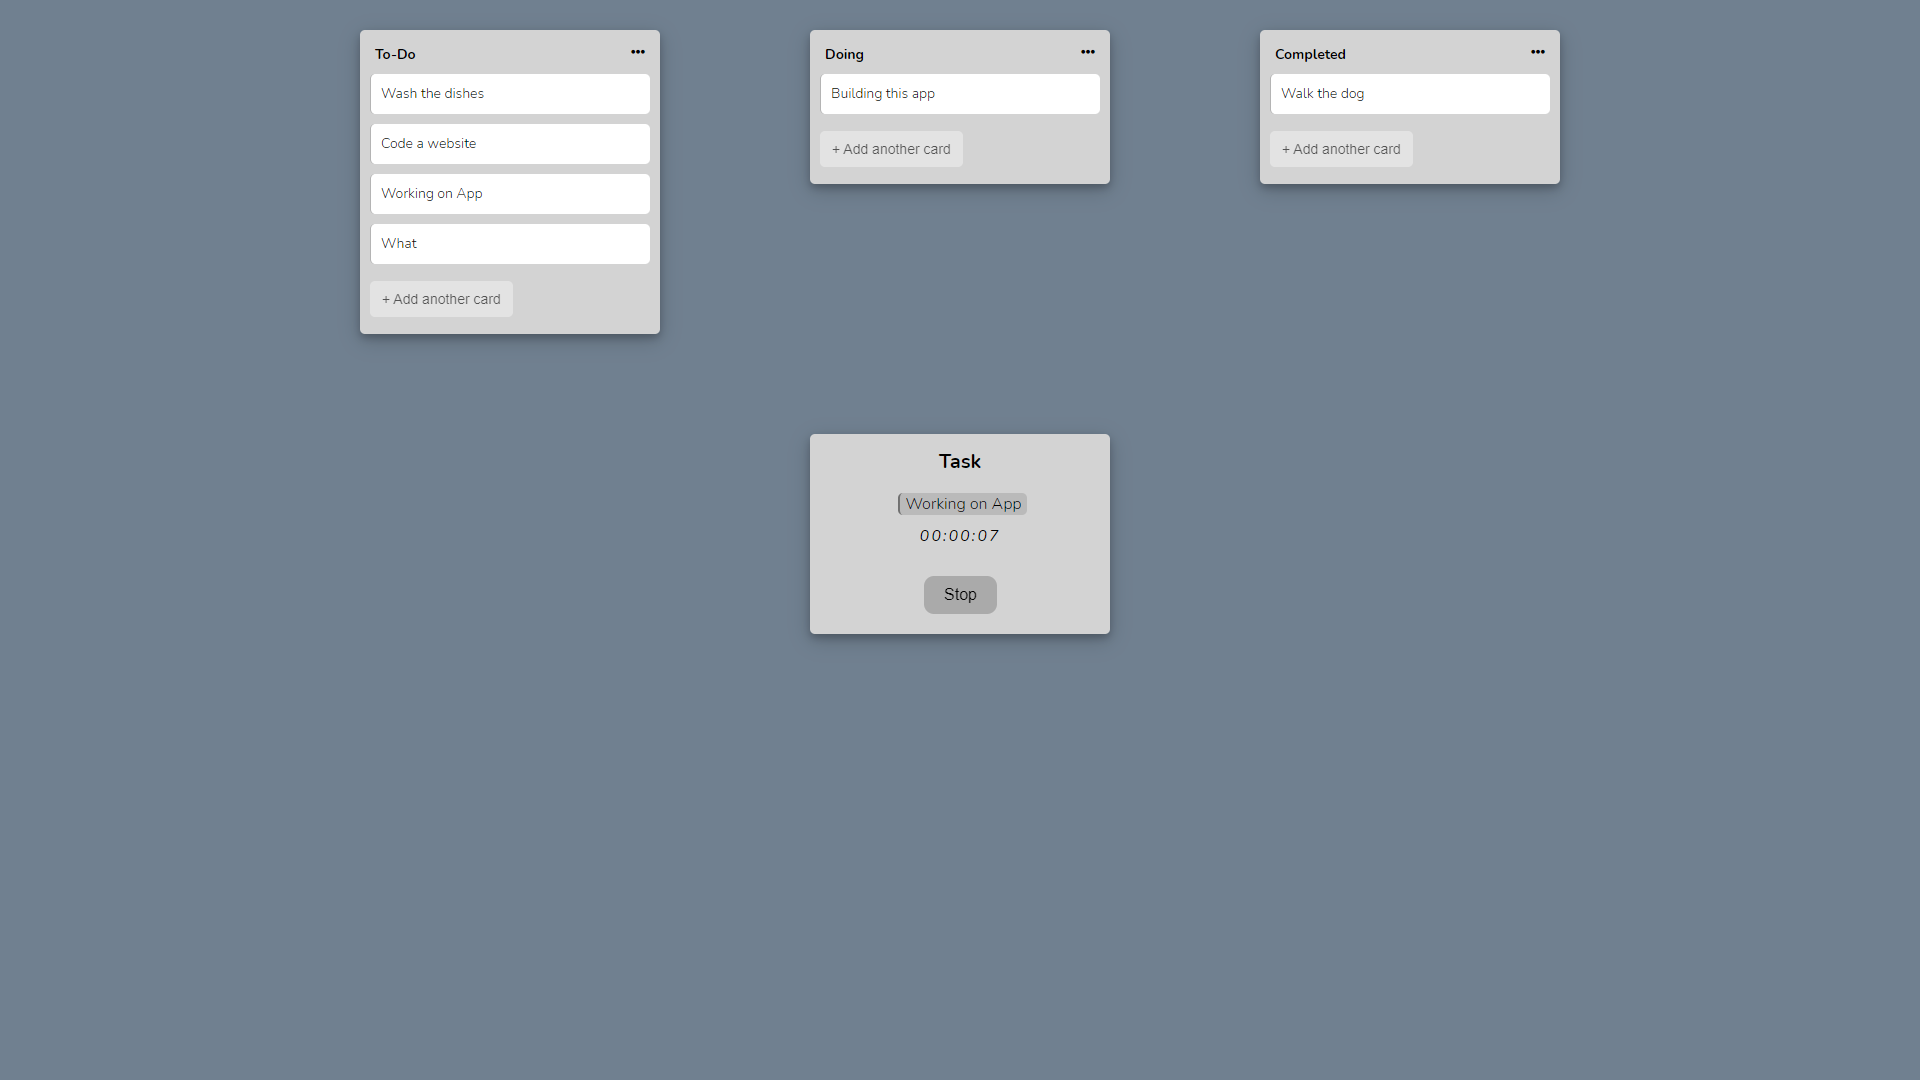 To-Do
•••
Wash the dishes
Code a website
Working on App
What
+ Add another card
Doing
•••
Building this app
+ Add another card
Completed
•••
Walk the dog
+ Add another card
Task
Working on App
00:00:07
Stop